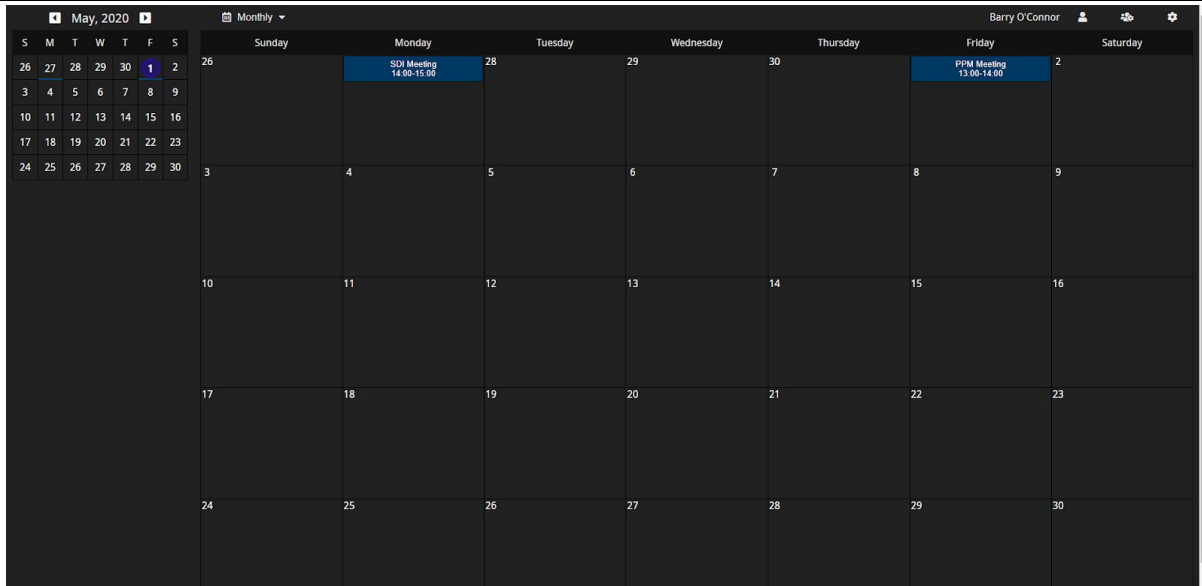 May, 2020
Monthly
Barry O'Connor
S M T W T F S
26 27 28 29 30 1 2
3 4 5 6 7 8 9
10 11 12 13 14 15 16
17 18 19 20 21 22 23
24 25 26 27 28 29 30
Sunday Monday Tuesday Wednesday Thursday Friday Saturday
26 28 29 30 2
SDI Meeting
14:00-15:00
PPM Meeting
13:00-14:00
3 4 5 6 7 8 9
10 11 12 13 14 15 16
17 18 19 20 21 22 23
24 25 26 27 28 29 30